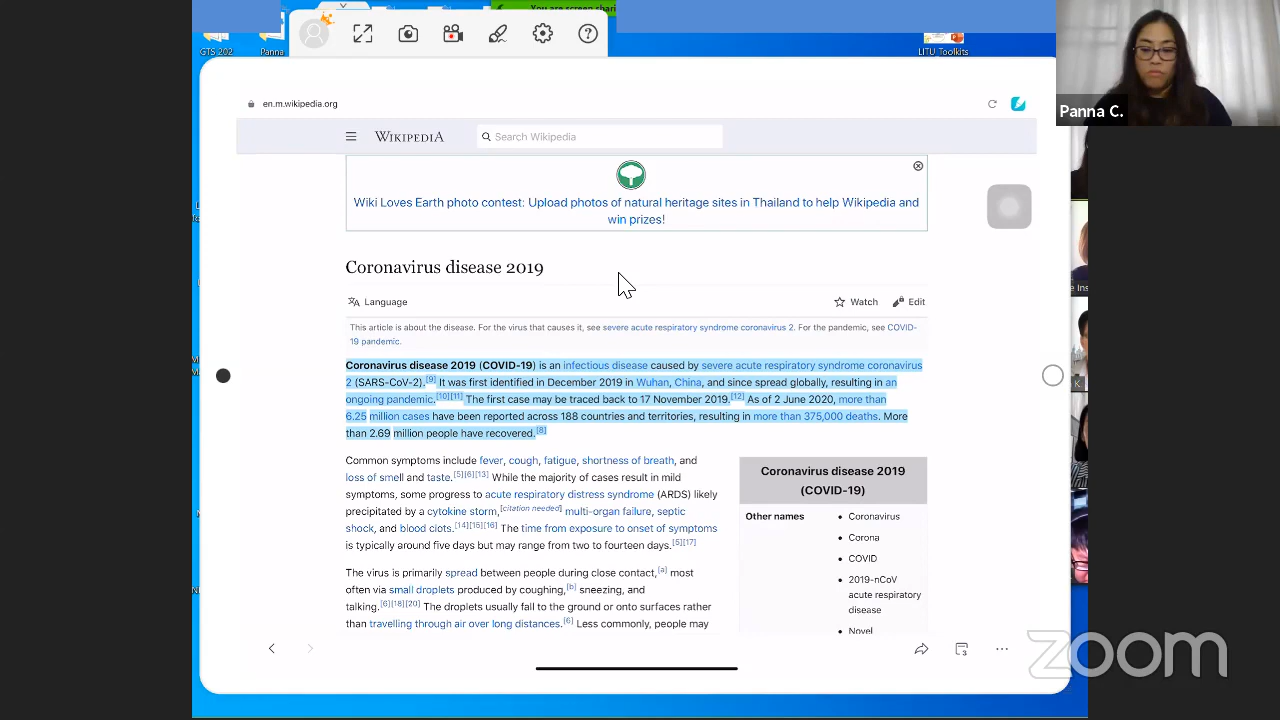 You are screen shari
GTS 202
Panna
LITU_Toolkits
Panna C.
en.m.wikipedia.org
WIKIPEDIA
Search Wikipedia
Wiki Loves Earth photo contest: Upload photos of natural heritage sites in Thailand to help Wikipedia and
win prizes!
Coronavirus disease 2019
Language
Watch
Edit
This article is about the disease. For the virus that causes it, see severe acute respiratory syndrome coronavirus 2. For the pandemic, see COVID-
19 pandemic.
Coronavirus disease 2019 (COVID-19) is an infectious disease caused by severe acute respiratory syndrome coronavirus
2 (SARS-CoV-2).[9] It was first identified in December 2019 in Wuhan, China, and since spread globally, resulting in an
ongoing pandemic.[10][11] The first case may be traced back to 17 November 2019.[12] As of 2 June 2020, more than
6.25 million cases have been reported across 188 countries and territories, resulting in more than 375,000 deaths. More
than 2.69 million people have recovered.[8]
Common symptoms include fever, cough, fatigue, shortness of breath, and
loss of smell and taste.[5][6][13] While the majority of cases result in mild
symptoms, some progress to acute respiratory distress syndrome (ARDS) likely
precipitated by a cytokine storm,[citation needed] multi-organ failure, septic
shock, and blood clots.[14][15][16] The time from exposure to onset of symptoms
is typically around five days but may range from two to fourteen days.[5][17]
The virus is primarily spread between people during close contact,[a] most
often via small droplets produced by coughing,[b] sneezing, and
talking.[6][18][20] The droplets usually fall to the ground or onto surfaces rather
than travelling through air over long distances.[6] Less commonly, people may
Coronavirus disease 2019
(COVID-19)
Other names
• Coronavirus
• Corona
• COVID
• 2019-nCoV
acute respiratory
disease
• Novel
e Ins
K
3
zoom